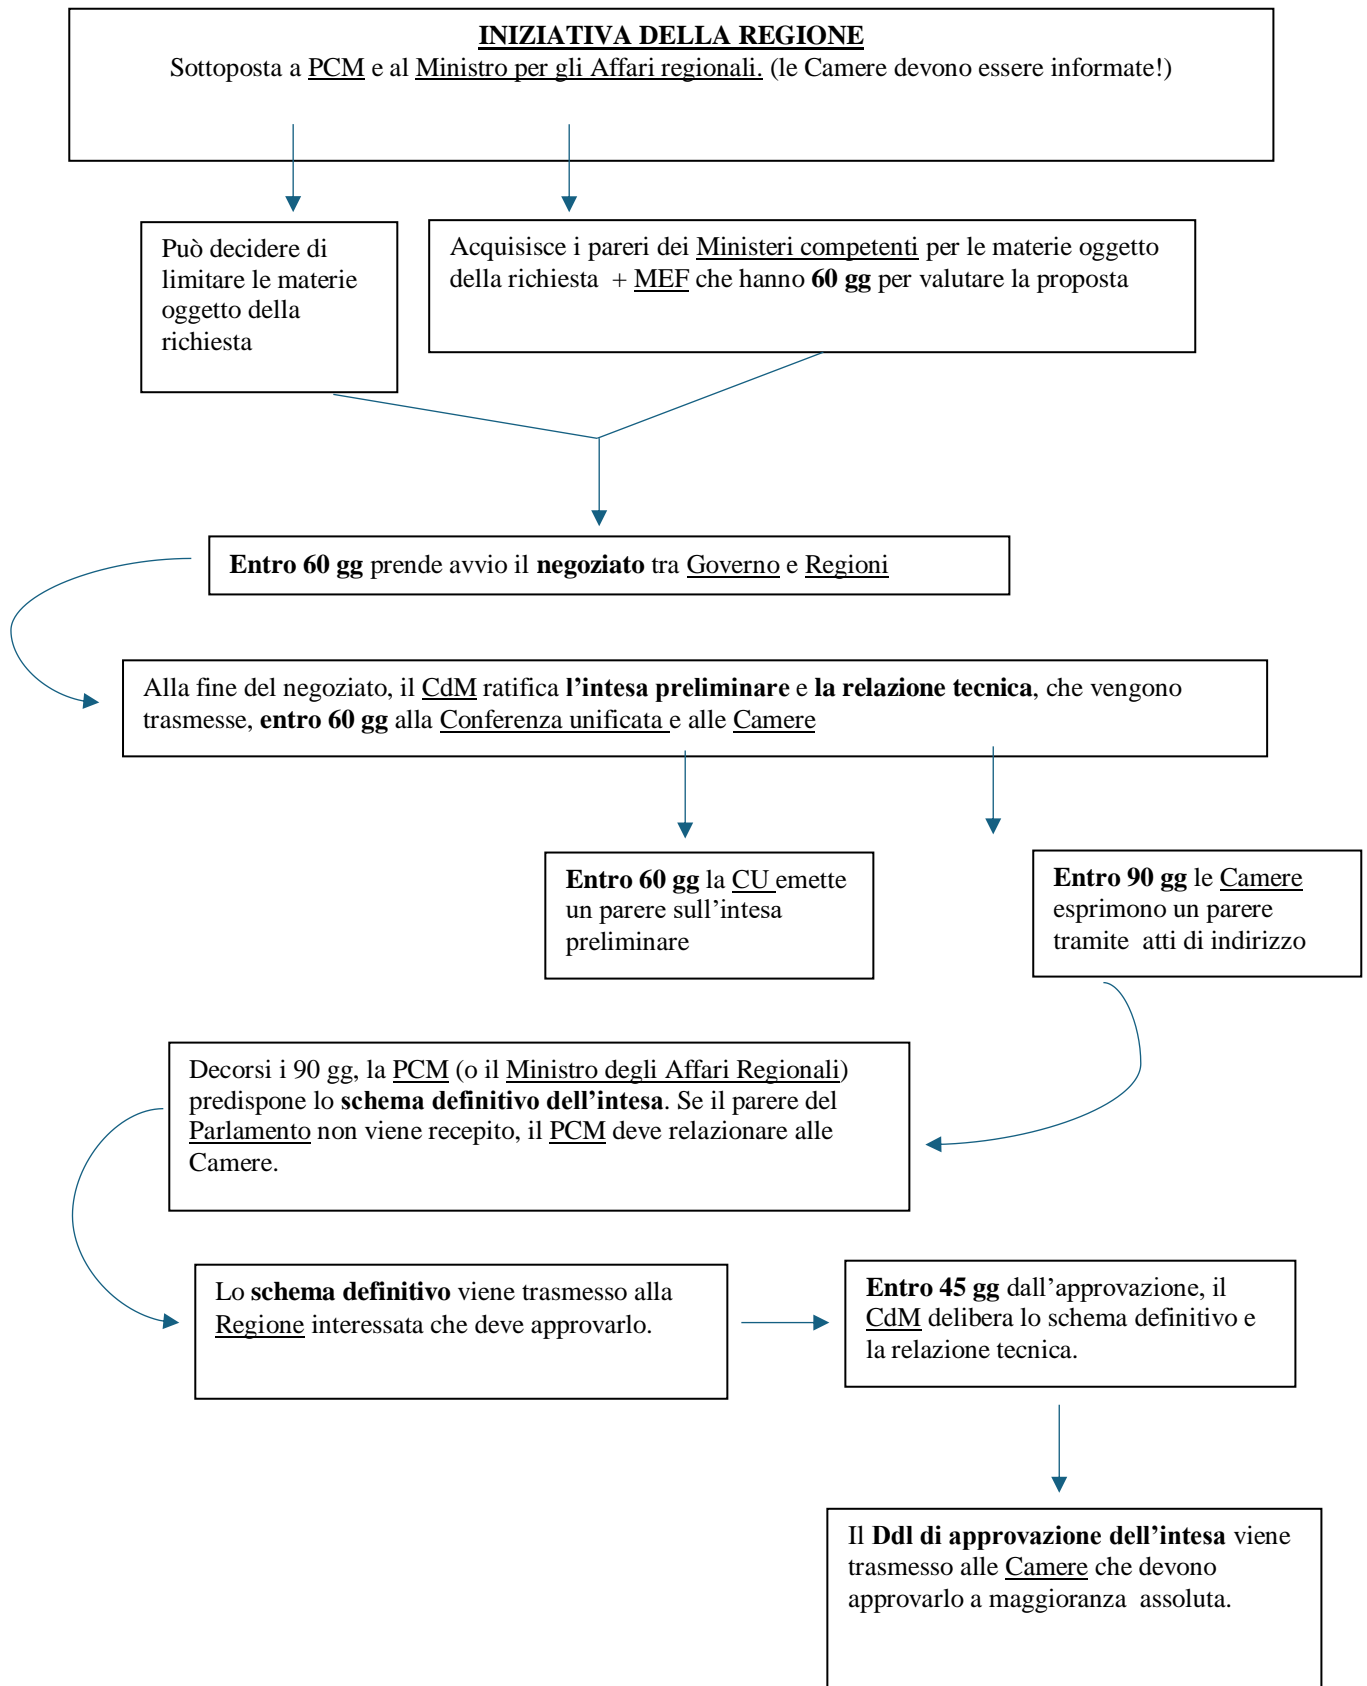 INIZIATIVA DELLA REGIONE
Sottoposta a PCM e al Ministro per gli Affari regionali. (le Camere devono essere informate!)
Può decidere di
limitare le materie
oggetto della
richiesta
Acquisisce i pareri dei Ministeri competenti per le materie oggetto
della richiesta + MEF che hanno 60 gg per valutare la proposta
Entro 60 gg prende avvio il negoziato tra Governo e Regioni
Alla fine del negoziato, il CdM ratifica l’intesa preliminare e la relazione tecnica, che vengono
trasmesse, entro 60 gg alla Conferenza unificata e alle Camere
Entro 60 gg la CU emette
un parere sull’intesa
preliminare
Entro 90 gg le Camere
esprimono un parere
tramite atti di indirizzo
Decorsi i 90 gg, la PCM (o il Ministro degli Affari Regionali)
predispone lo schema definitivo dell’intesa. Se il parere del
Parlamento non viene recepito, il PCM deve relazionare alle
Camere.
Lo schema definitivo viene trasmesso alla
Regione interessata che deve approvarlo.
Entro 45 gg dall’approvazione, il
CdM delibera lo schema definitivo e
la relazione tecnica.
Il Ddl di approvazione dell’intesa viene
trasmesso alle Camere che devono
approvarlo a maggioranza assoluta.